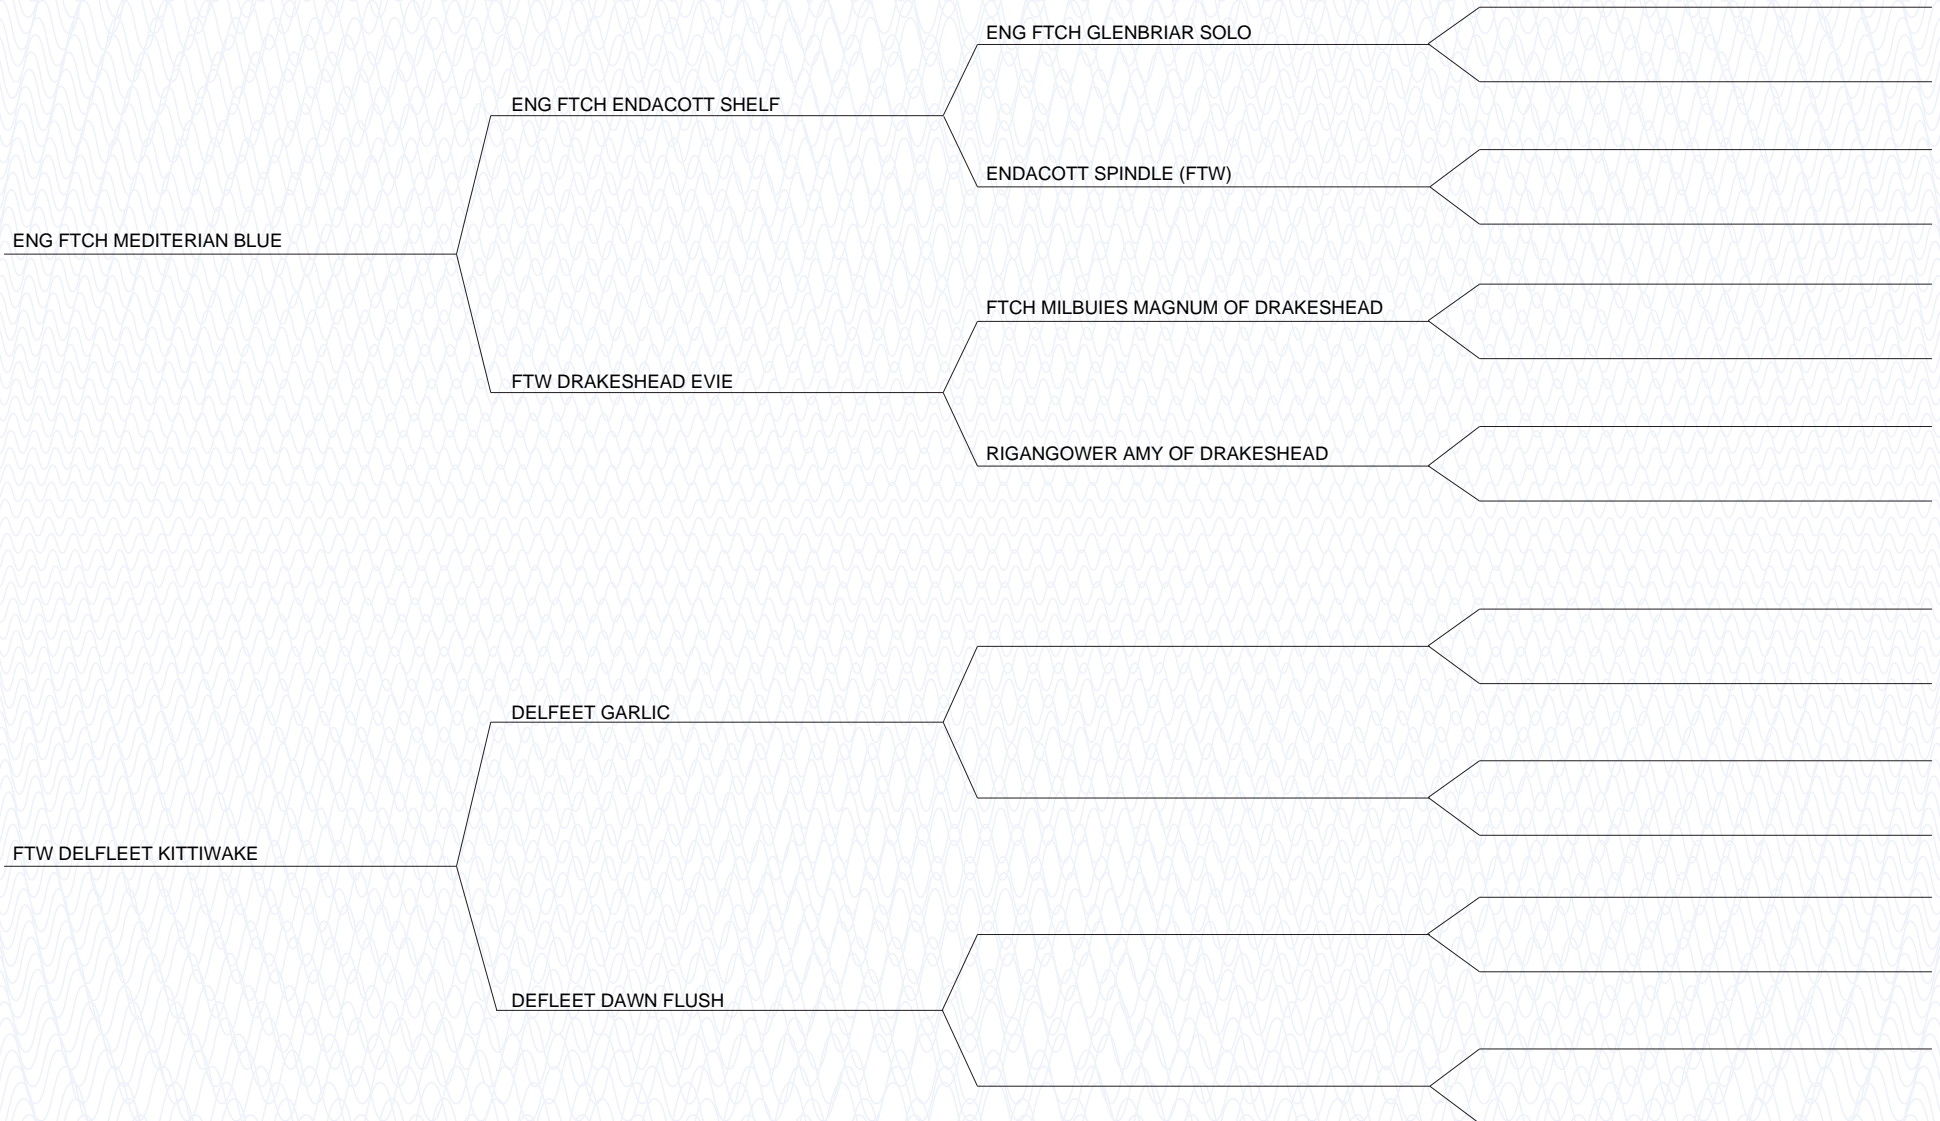 ENG FTCH GLENBRIAR SOLO
ENG FTCH ENDACOTT SHELF
ENDACOTT SPINDLE (FTW)
ENG FTCH MEDITERIAN BLUE
FTCH MILBUIES MAGNUM OF DRAKESHEAD
FTW DRAKESHEAD EVIE
RIGANGOWER AMY OF DRAKESHEAD
DELFEET GARLIC
FTW DELFLEET KITTIWAKE
DEFLEET DAWN FLUSH